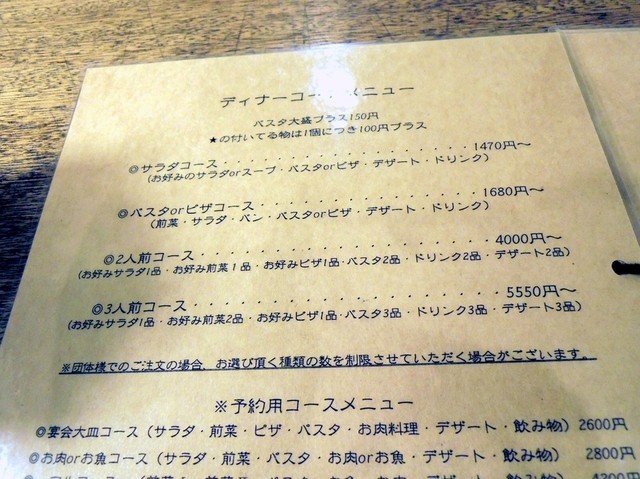 ディナーコースメニュー
パスタ大盛プラス150円
★の付いてる物は1個につき100円プラス
◎サラダコース・・・・・・・・・・・・・・・・・・1470円～
(お好みのサラダorスープ・パスタorピザ・デザート・ドリンク)
◎パスタorピザコース・・・・・・・・・・・・・・・・1680円～
(前菜・サラダ・パン・パスタorピザ・デザート・ドリンク)
◎2人前コース・・・・・・・・・・・・・・・・・・・・4000円～
(お好みサラダ1品・お好み前菜1品・お好みピザ1品・パスタ2品・ドリンク2品・デザート2品)
◎3人前コース・・・・・・・・・・・・・・・・・・・・5550円～
(お好みサラダ1品・お好み前菜2品・お好みピザ1品・パスタ3品・ドリンク3品・デザート3品)
※団体様でのご注文の場合、お選び頂く種類の数を制限させていただく場合がございます。
※予約用コースメニュー
◎宴会大皿コース（サラダ・前菜・ピザ・パスタ・お肉料理・デザート・飲み物）2600円
◎お肉orお魚コース（サラダ・前菜・パスタ・お肉orお魚・デザート・飲み物）2800円